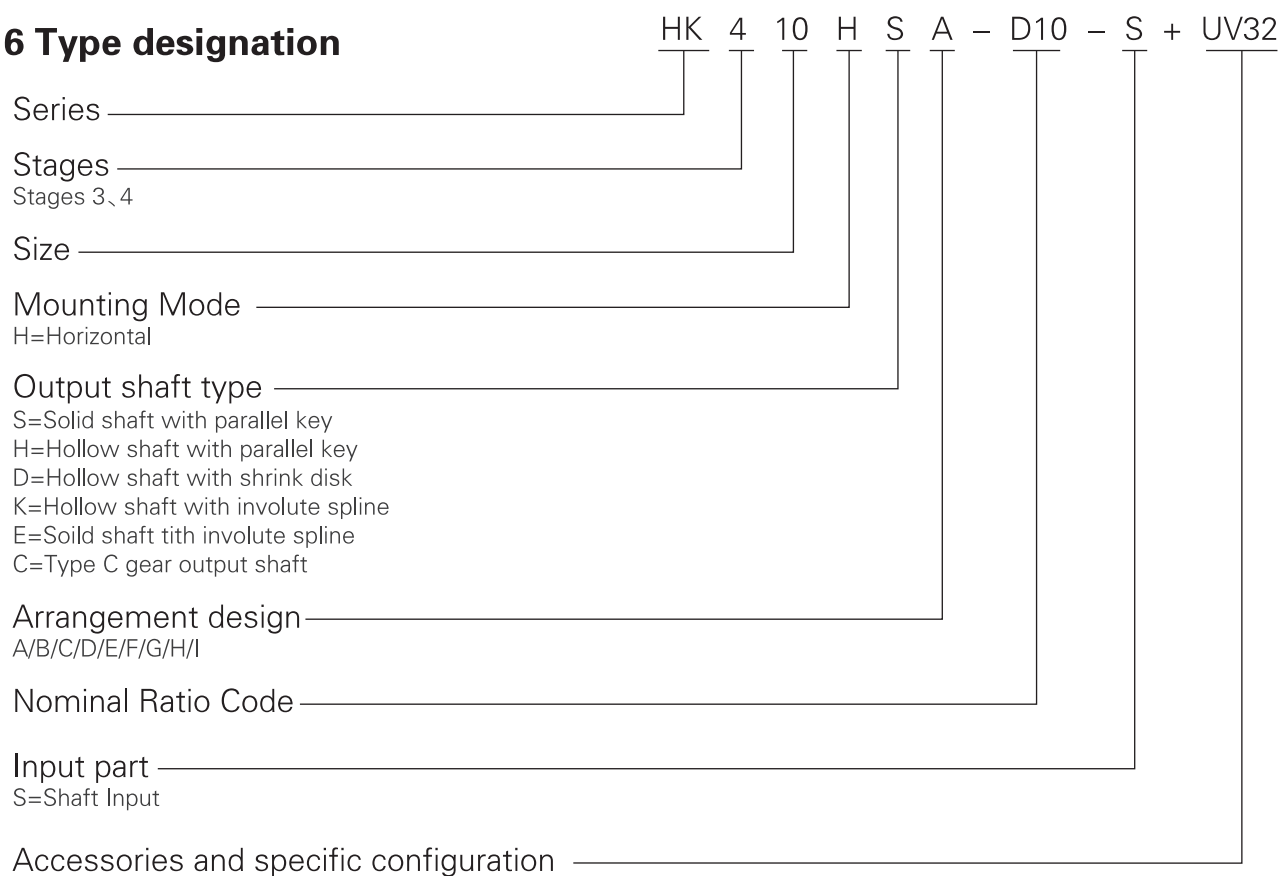 6 Type designation
HK 4 10 H S A – D10 – S + UV32
Series
Stages
Stages 3、4
Size
Mounting Mode
H=Horizontal
Output shaft type
S=Solid shaft with parallel key
H=Hollow shaft with parallel key
D=Hollow shaft with shrink disk
K=Hollow shaft with involute spline
E=Soild shaft tith involute spline
C=Type C gear output shaft
Arrangement design
A/B/C/D/E/F/G/H/I
Nominal Ratio Code
Input part
S=Shaft Input
Accessories and specific configuration